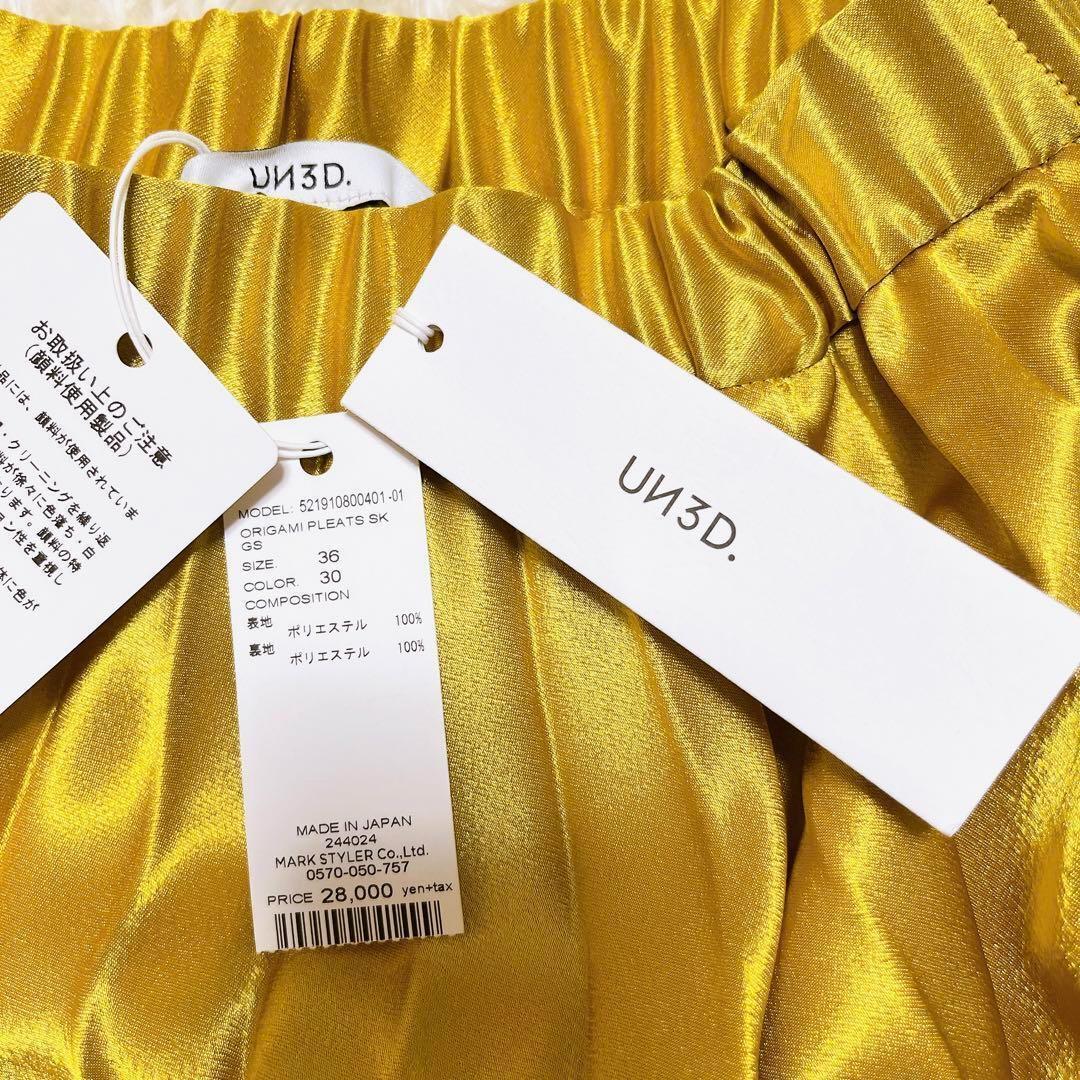 UN3D.
お取扱い上のご注意
(顔料使用製品)
品には、顔料が使用されていま
・クリーニングを繰り返
料が徐々に色落ち・白
ります。顔料の特
ン性を重視し
体に色が
MODEL: 521910800401-01
ORIGAMI PLEATS SK
GS
SIZE. 36
COLOR. 30
COMPOSITION
表地 ポリエステル 100%
裏地 ポリエステル 100%
MADE IN JAPAN
244024
MARK STYLER Co.,Ltd.
0570-050-757
PRICE 28,000 yen+tax
UN3D.